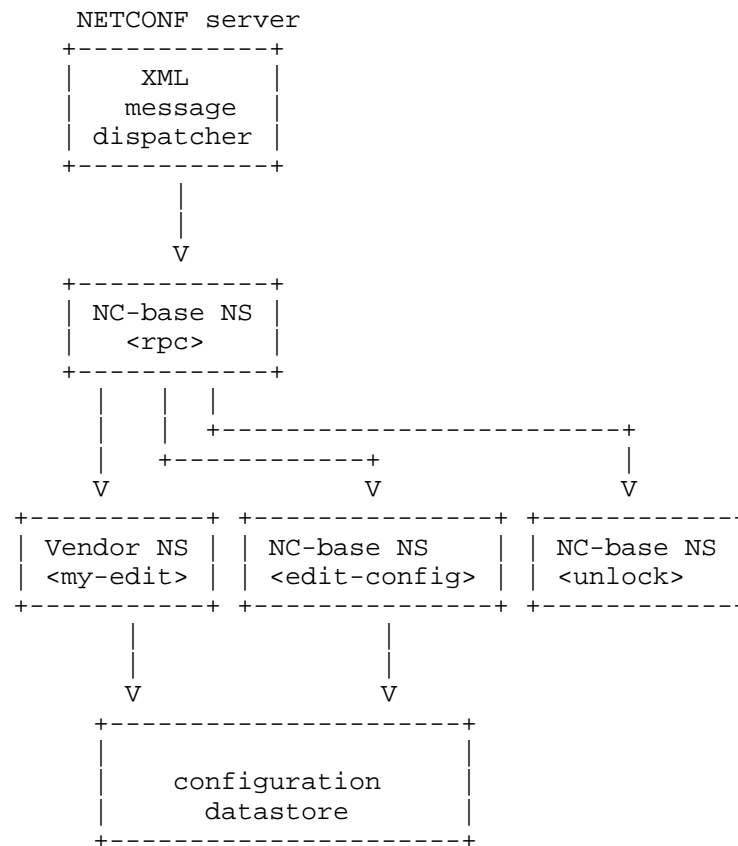 NETCONF server
XML
message
dispatcher
V
NC-base NS
<rpc>
V V V
Vendor NS NC-base NS NC-base NS
<my-edit> <edit-config> <unlock>
V V
configuration
datastore